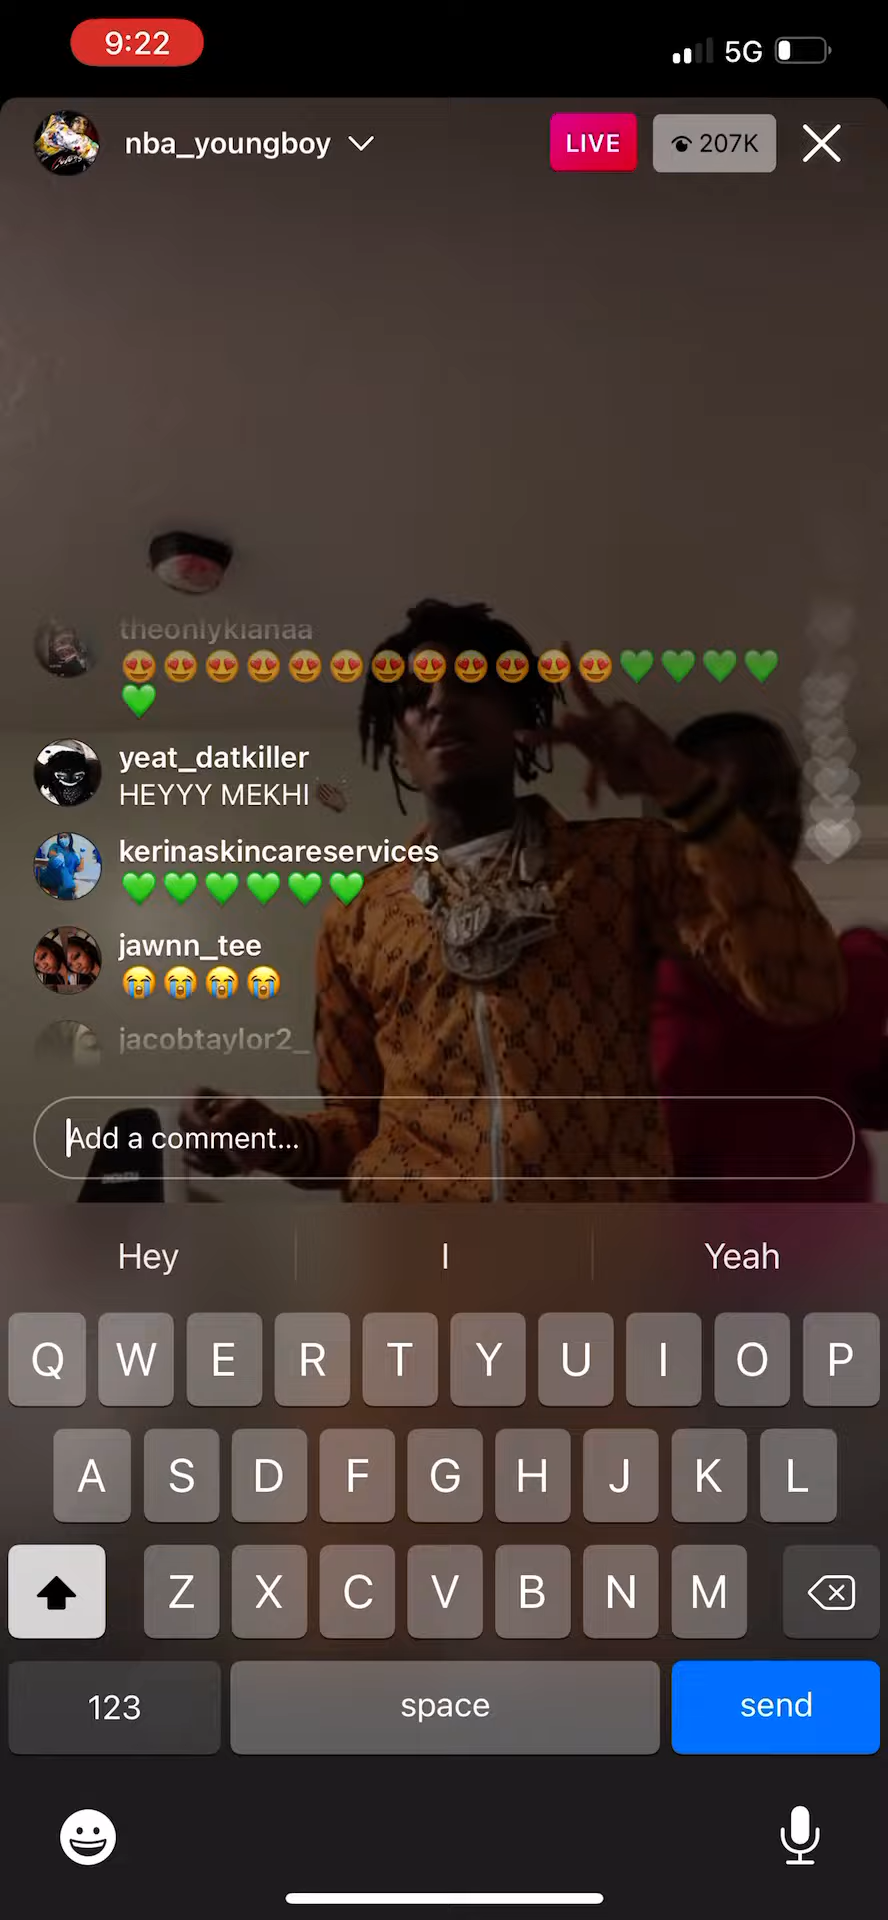 9:22
5G
nba_youngboy
LIVE
207K
theonlykianaa
😍😍😍😍😍😍😍😍😍😍😍😍💚💚💚💚
💚
yeat_datkiller
HEYYY MEKHI👏🏾
kerinaskincareservices
💚💚💚💚💚💚
jawnn_tee
😭😭😭😭
jacobtaylor2_
Add a comment...
Hey I Yeah
Q W E R T Y U I O P
A S D F G H J K L
Z X C V B N M
123 space send